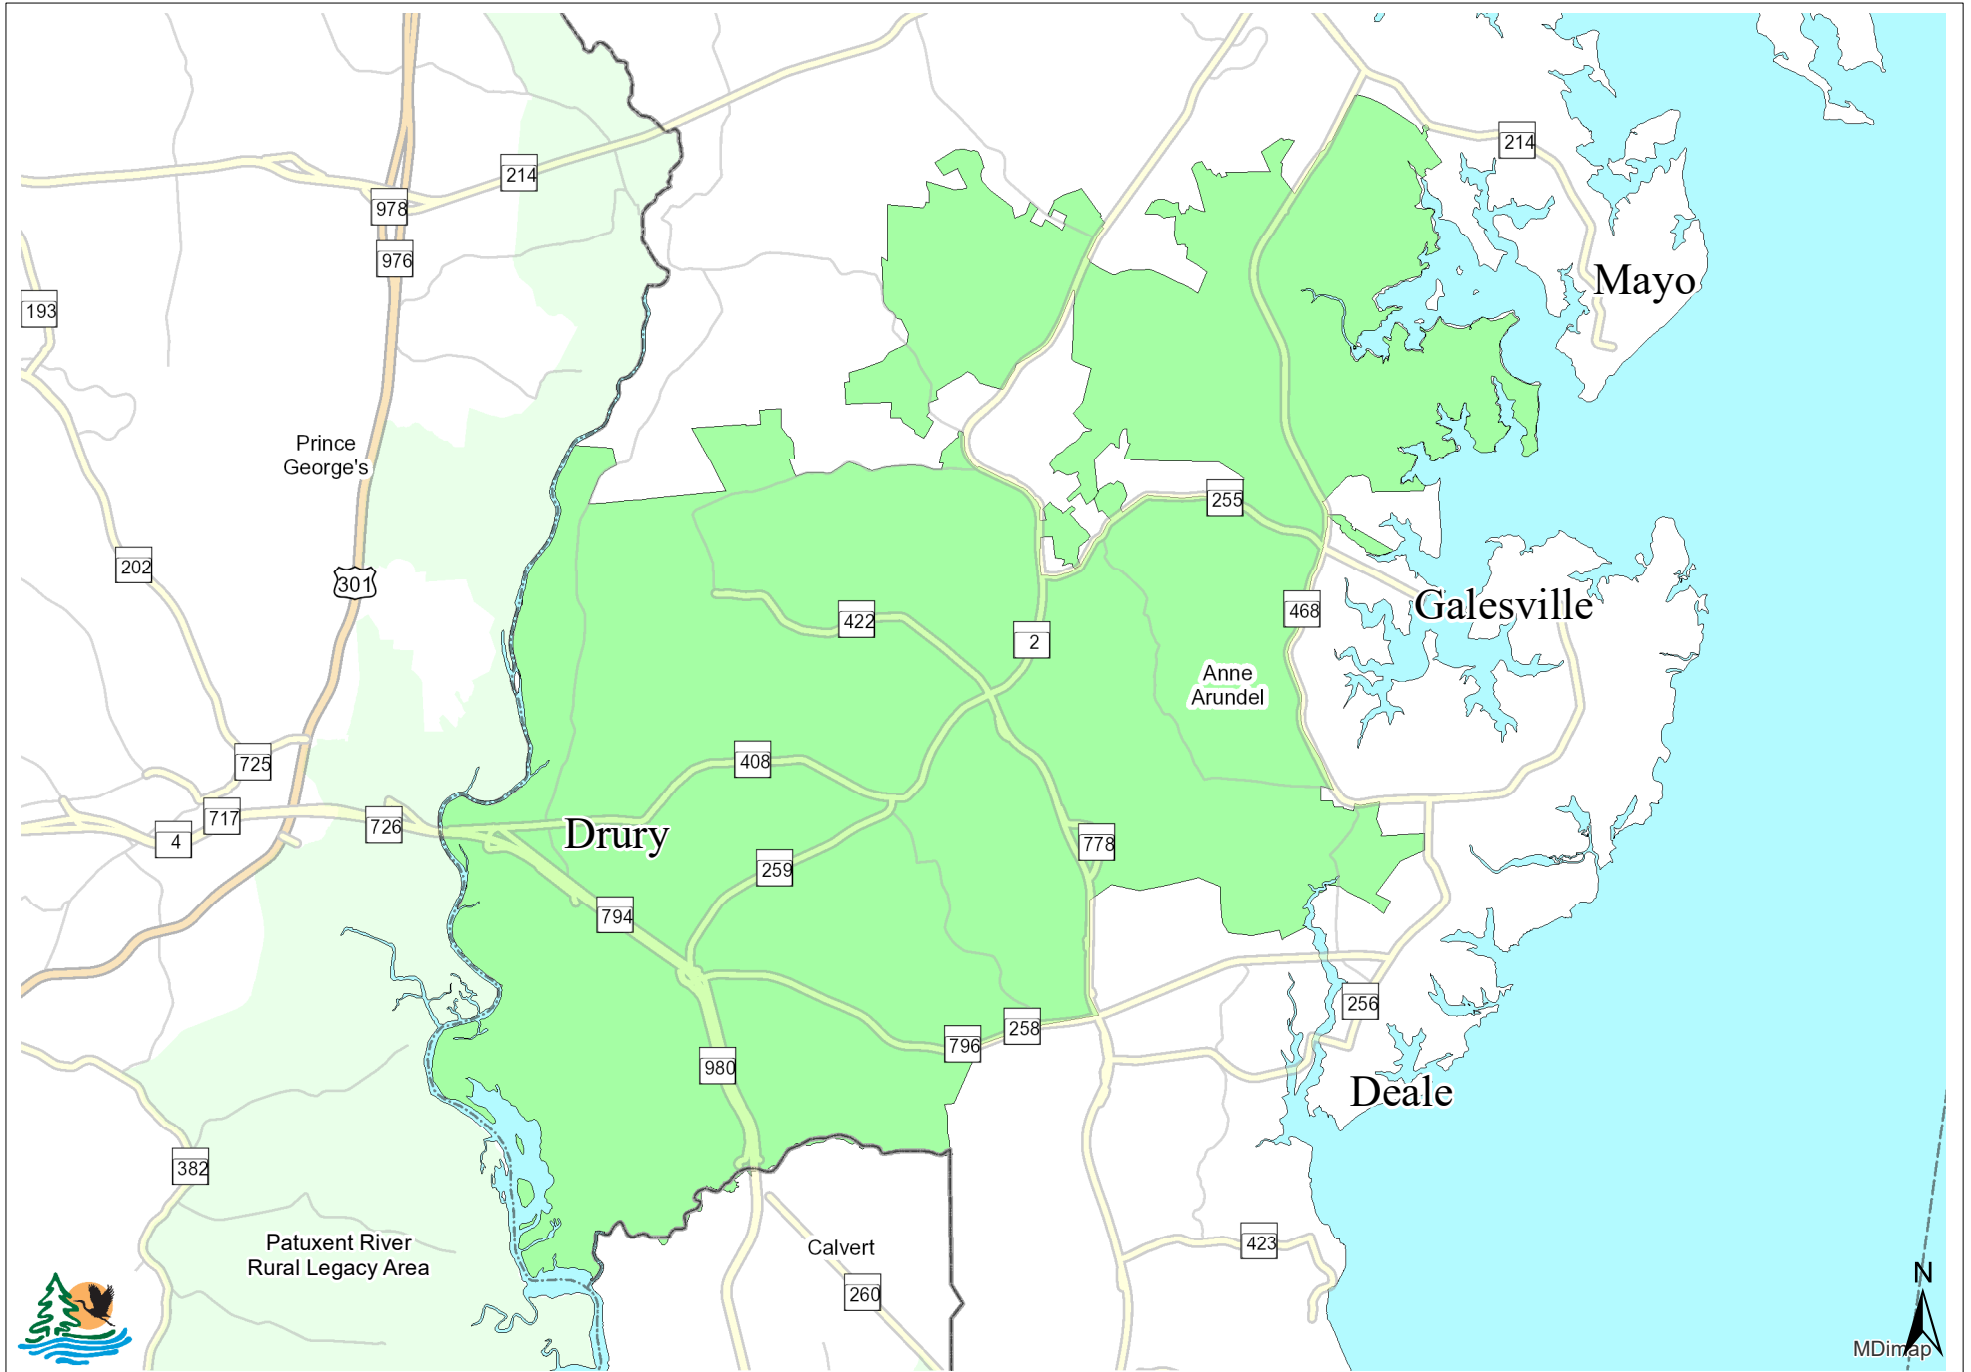 214
214
978
976
193
Mayo
Prince
George's
255
202
301
422
2
468
Galesville
Anne
Arundel
725
408
717
4
726
Drury
778
259
794
256
258
796
980
Deale
382
Patuxent River
Rural Legacy Area
Calvert
423
260
N
MDimap